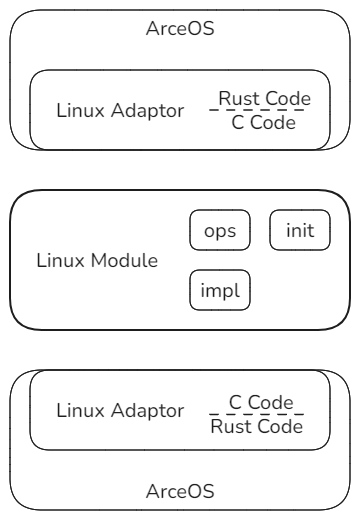 ArceOS
Linux Adaptor
Rust Code
C Code
ops
init
Linux Module
impl
Linux Adaptor
C Code
Rust Code
ArceOS